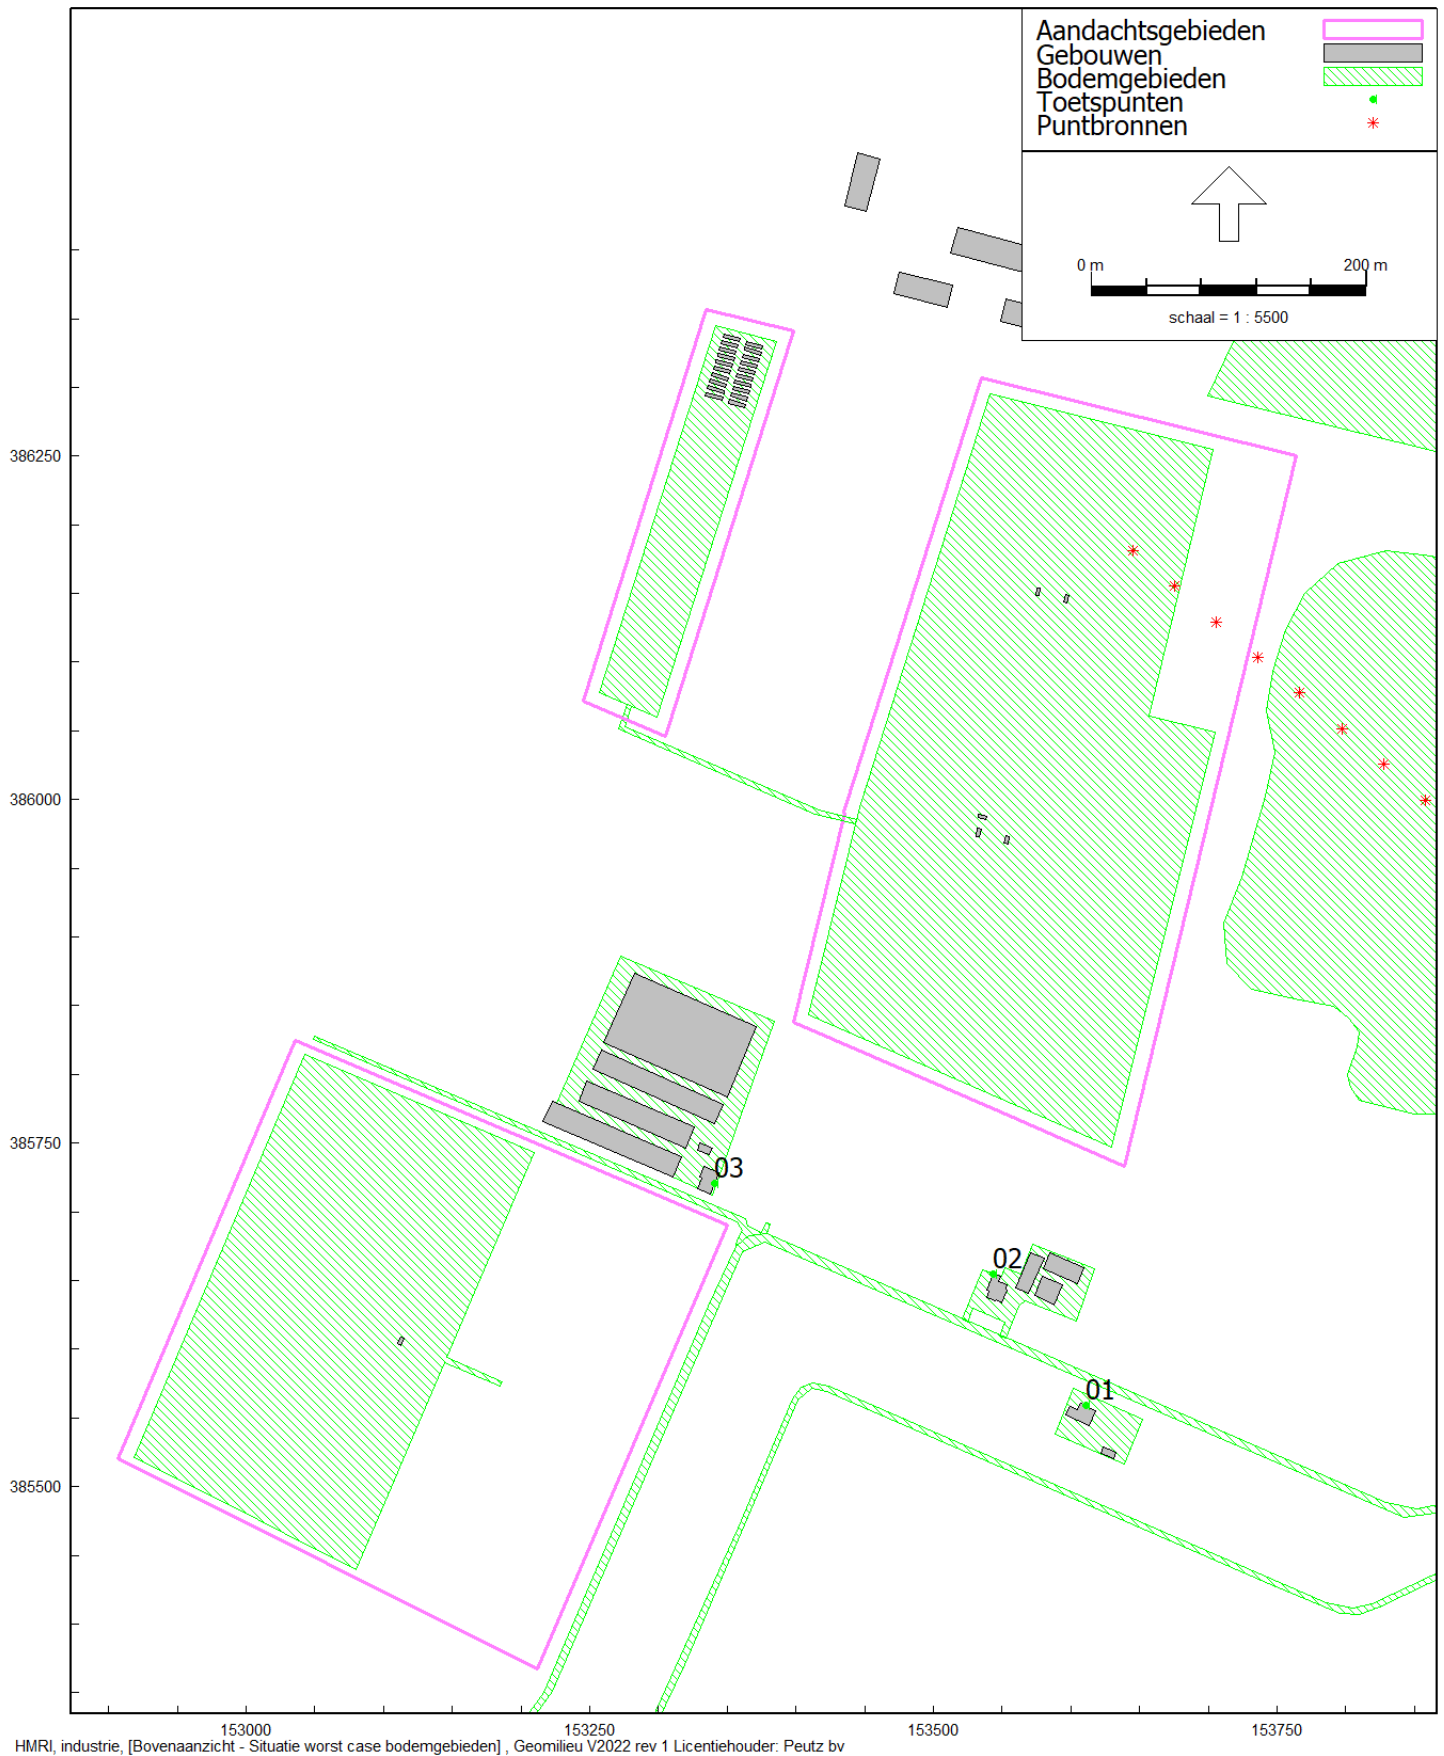 Aandachtsgebieden
Gebouwen
Bodemgebieden
Toetspunten
Puntbronnen
0 m 200 m
schaal = 1 : 5500
386250
386000
03
385750
02
01
385500
153000 153250 153500 153750
HMRI, industrie, [Bovenaanzicht - Situatie worst case bodemgebieden] , Geomilieu V2022 rev 1 Licentiehouder: Peutz bv